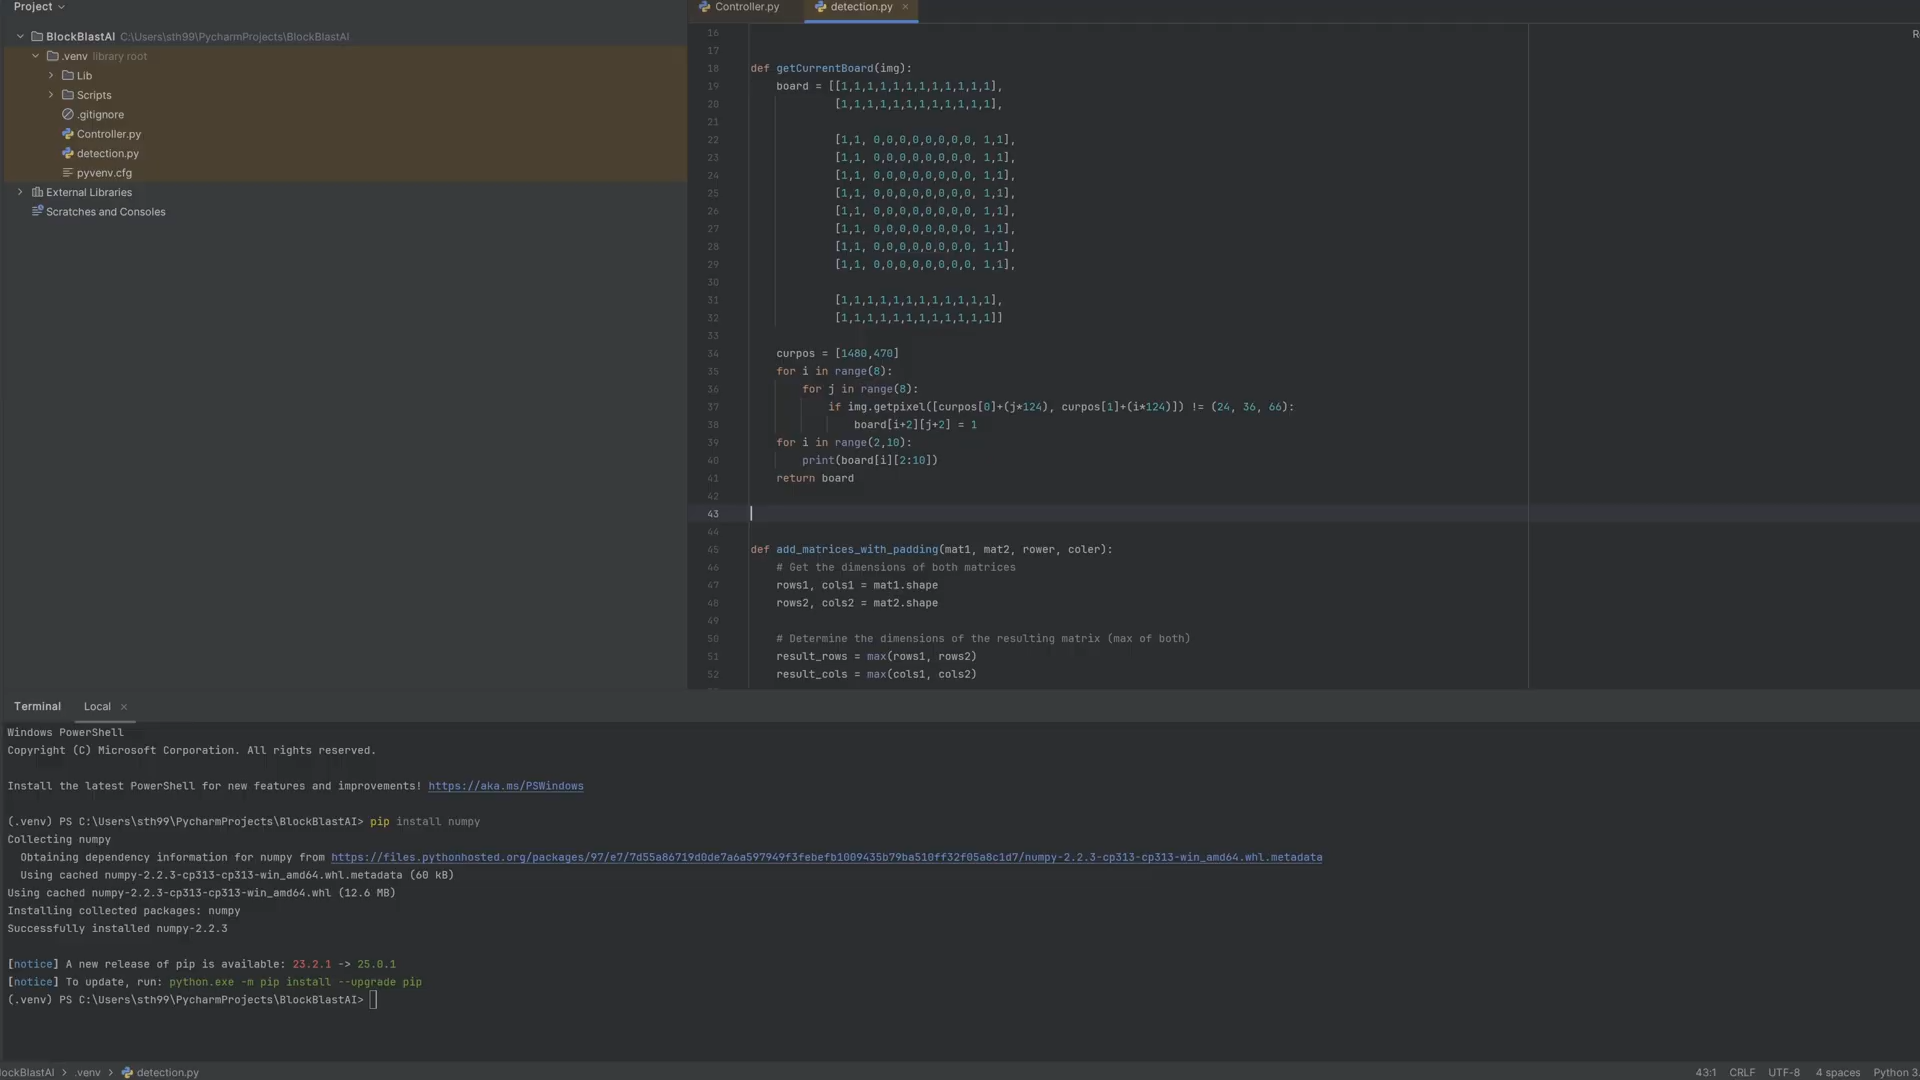 Project
BlockBlastAI C:\Users\sth99\PycharmProjects\BlockBlastAI
.venv library root
Lib
Scripts
.gitignore
Controller.py
detection.py
pyvenv.cfg
External Libraries
Scratches and Consoles
Controller.py detection.py
16
17
18 def getCurrentBoard(img):
19 board = [[1,1,1,1,1,1,1,1,1,1,1,1],
20 [1,1,1,1,1,1,1,1,1,1,1,1],
21
22 [1,1, 0,0,0,0,0,0,0,0, 1,1],
23 [1,1, 0,0,0,0,0,0,0,0, 1,1],
24 [1,1, 0,0,0,0,0,0,0,0, 1,1],
25 [1,1, 0,0,0,0,0,0,0,0, 1,1],
26 [1,1, 0,0,0,0,0,0,0,0, 1,1],
27 [1,1, 0,0,0,0,0,0,0,0, 1,1],
28 [1,1, 0,0,0,0,0,0,0,0, 1,1],
29 [1,1, 0,0,0,0,0,0,0,0, 1,1],
30
31 [1,1,1,1,1,1,1,1,1,1,1,1],
32 [1,1,1,1,1,1,1,1,1,1,1,1]]
33
34 curpos = [1480,470]
35 for i in range(8):
36 for j in range(8):
37 if img.getpixel([curpos[0]+(j*124), curpos[1]+(i*124)]) != (24, 36, 66):
38 board[i+2][j+2] = 1
39 for i in range(2,10):
40 print(board[i][2:10])
41 return board
42
43
44
45 def add_matrices_with_padding(mat1, mat2, rower, coler):
46 # Get the dimensions of both matrices
47 rows1, cols1 = mat1.shape
48 rows2, cols2 = mat2.shape
49
50 # Determine the dimensions of the resulting matrix (max of both)
51 result_rows = max(rows1, rows2)
52 result_cols = max(cols1, cols2)
Terminal Local
Windows PowerShell
Copyright (C) Microsoft Corporation. All rights reserved.
Install the latest PowerShell for new features and improvements! https://aka.ms/PSWindows
(.venv) PS C:\Users\sth99\PycharmProjects\BlockBlastAI> pip install numpy
Collecting numpy
Obtaining dependency information for numpy from https://files.pythonhosted.org/packages/97/e7/7d55a86719d0de7a6a597949f3febefb1009435b79ba510ff32f05a8c1d7/numpy-2.2.3-cp313-cp313-win_amd64.whl.metadata
Using cached numpy-2.2.3-cp313-cp313-win_amd64.whl.metadata (60 kB)
Using cached numpy-2.2.3-cp313-cp313-win_amd64.whl (12.6 MB)
Installing collected packages: numpy
Successfully installed numpy-2.2.3
[notice] A new release of pip is available: 23.2.1 -> 25.0.1
[notice] To update, run: python.exe -m pip install --upgrade pip
(.venv) PS C:\Users\sth99\PycharmProjects\BlockBlastAI>
lockBlastAI > .venv > detection.py 43:1 CRLF UTF-8 4 spaces Python 3.